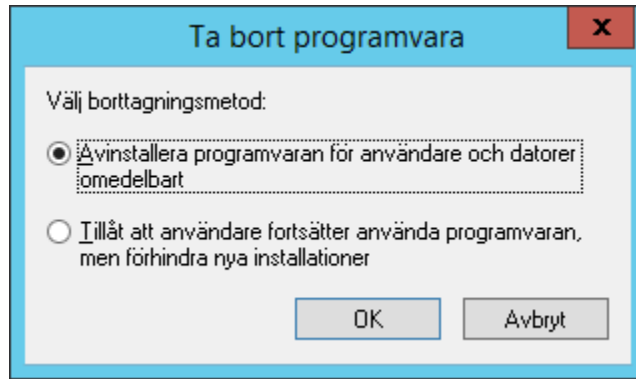 Ta bort programvara
x
Välj borttagningsmetod:
Avinstallera programvaran för användare och datorer
omedelbart
Tillåt att användare fortsätter använda programvaran,
men förhindra nya installationer
OK
Avbryt